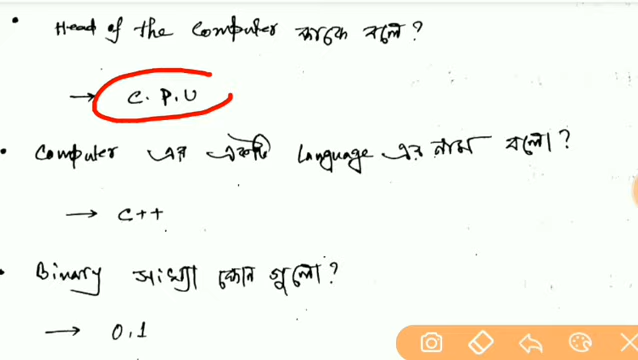 • Head of the Computer কাকে বলে?
→ C.P.U
• Computer এর একটি Language এর নাম বলো?
→ C++
• Binary সংখ্যা কোন গুলো?
→ 0,1